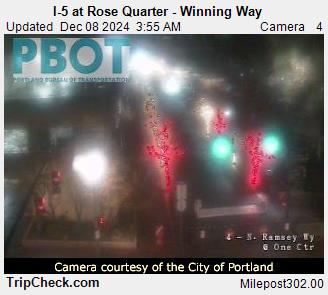 I-5 at Rose Quarter - Winning Way
Updated Dec 08 2024 3:55 AM Camera 4
PBOT
PORTLAND BUREAU OF TRANSPORTATION
4 - N. Ramsey Wy
@ One Ctr
Camera courtesy of the City of Portland
TripCheck.com Milepost302.00